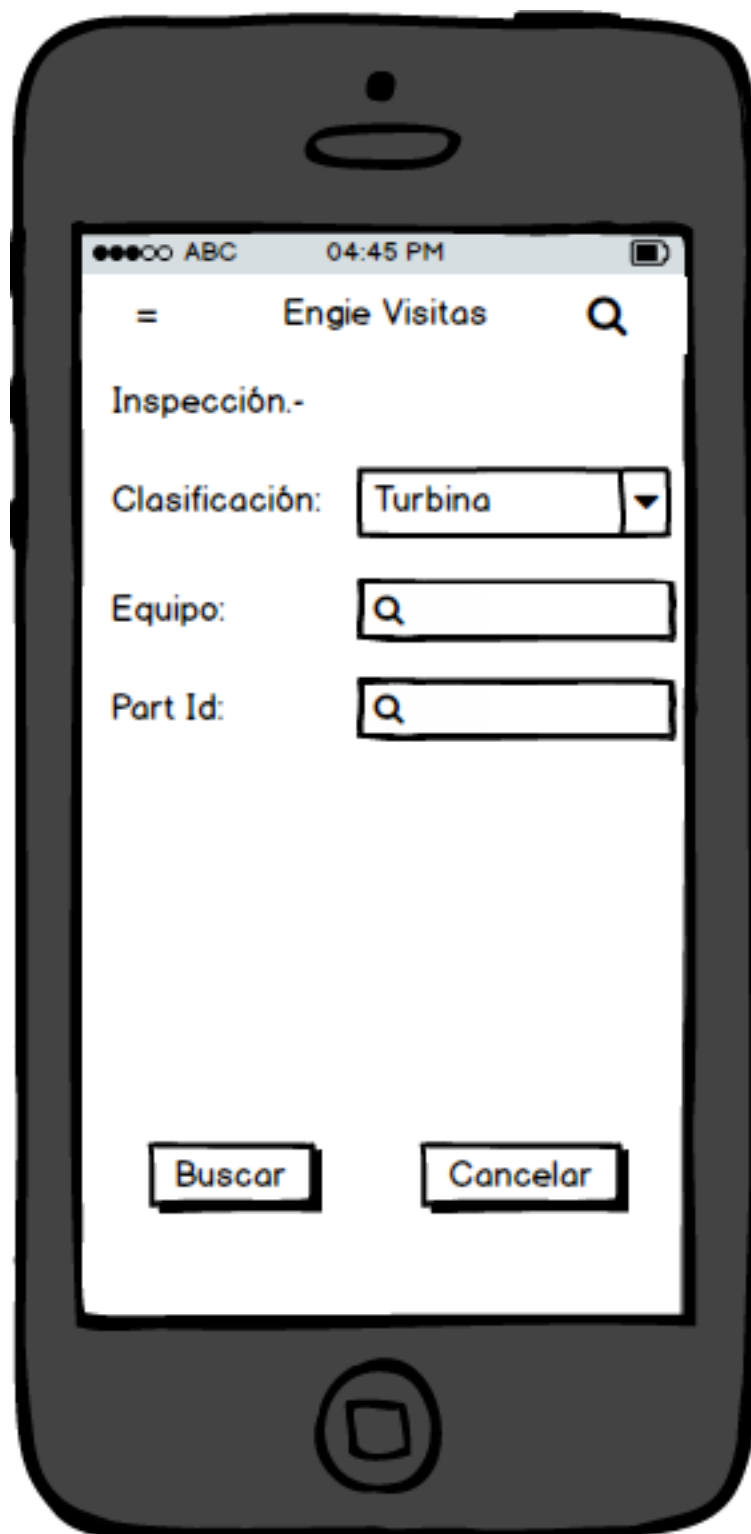 ABC 04:45 PM
= Engie Visitas
Inspección.-
Clasificación: Turbina
Equipo:
Part Id:
Buscar Cancelar